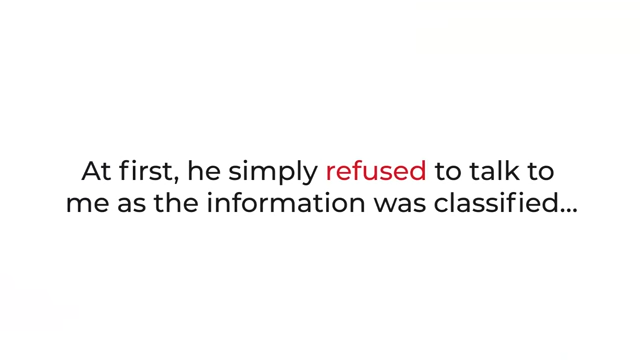 At first, he simply refused to talk to
me as the information was classified...